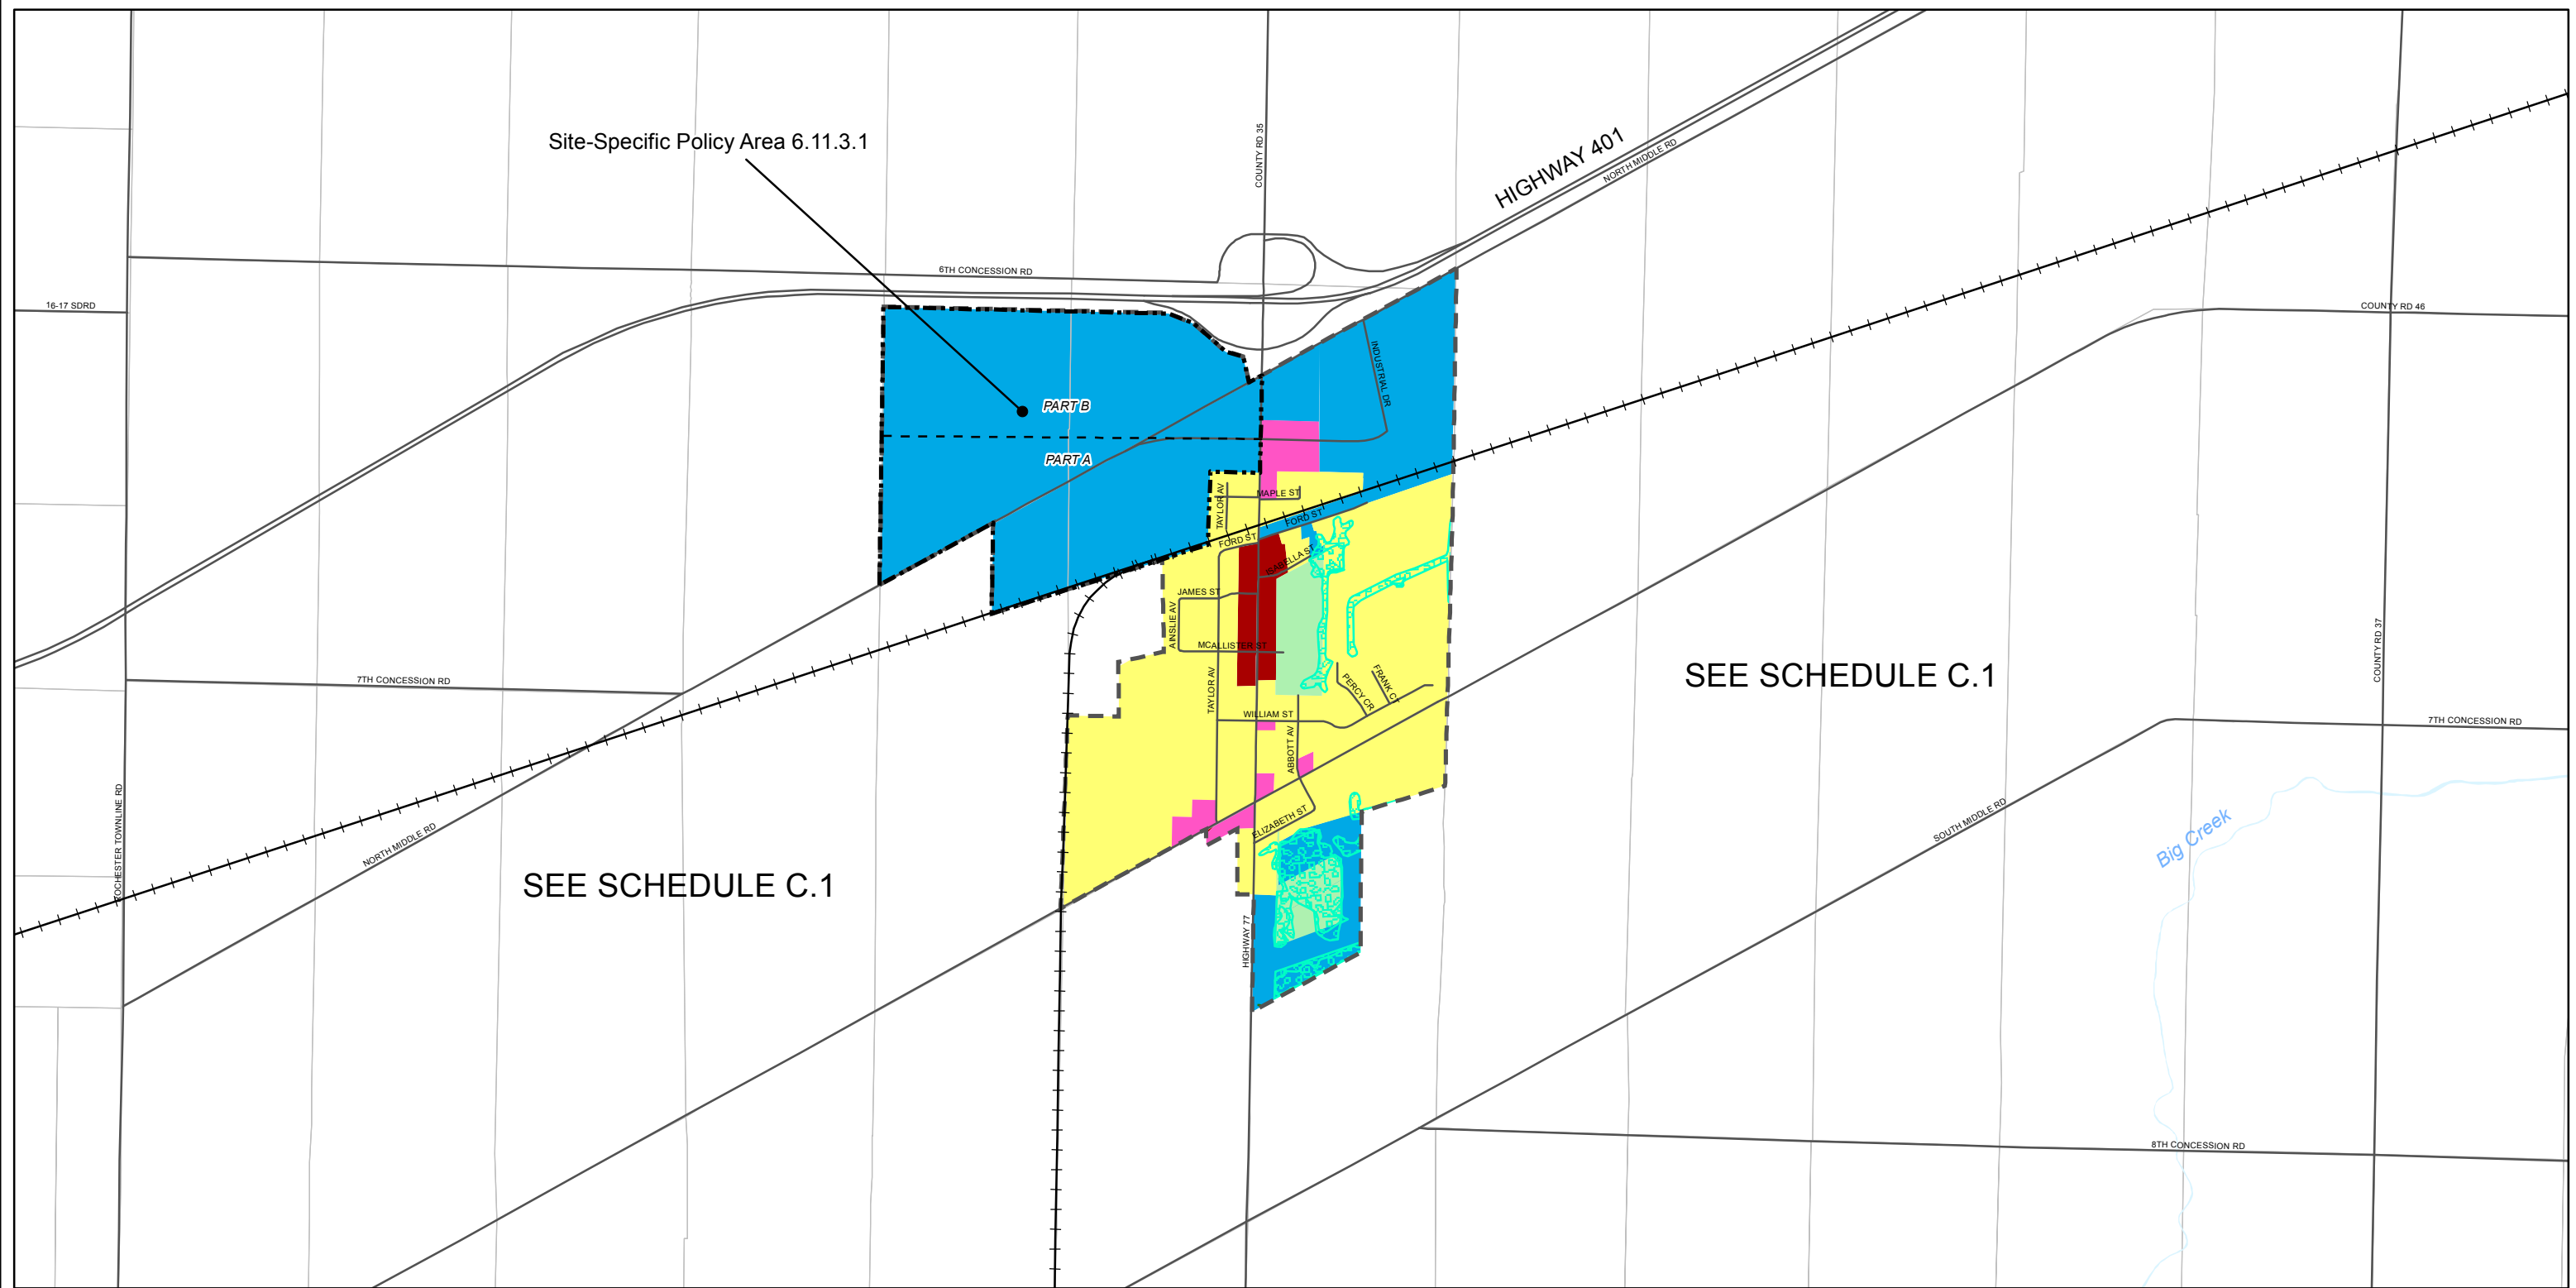 Site-Specific Policy Area 6.11.3.1
COUNTY RD 35
HIGHWAY 401
NORTH MIDDLE RD
6TH CONCESSION RD
16-17 SDRD
COUNTY RD 46
INDUSTRIAL DR
PART B
PART A
TAYLOR AV
MAPLE ST
FORD ST
FORD ST
ISABELLA ST
JAMES ST
AINSLIE AV
MCALLISTER ST
COUNTY RD 37
7TH CONCESSION RD
TAYLOR AV
PERCY CR
FRANK CT
SEE SCHEDULE C.1
WILLIAM ST
ABBOTT AV
7TH CONCESSION RD
ROCHESTER TOWNLINE RD
NORTH MIDDLE RD
ELIZABETH ST
SOUTH MIDDLE RD
Big Creek
SEE SCHEDULE C.1
HIGHWAY 77
8TH CONCESSION RD